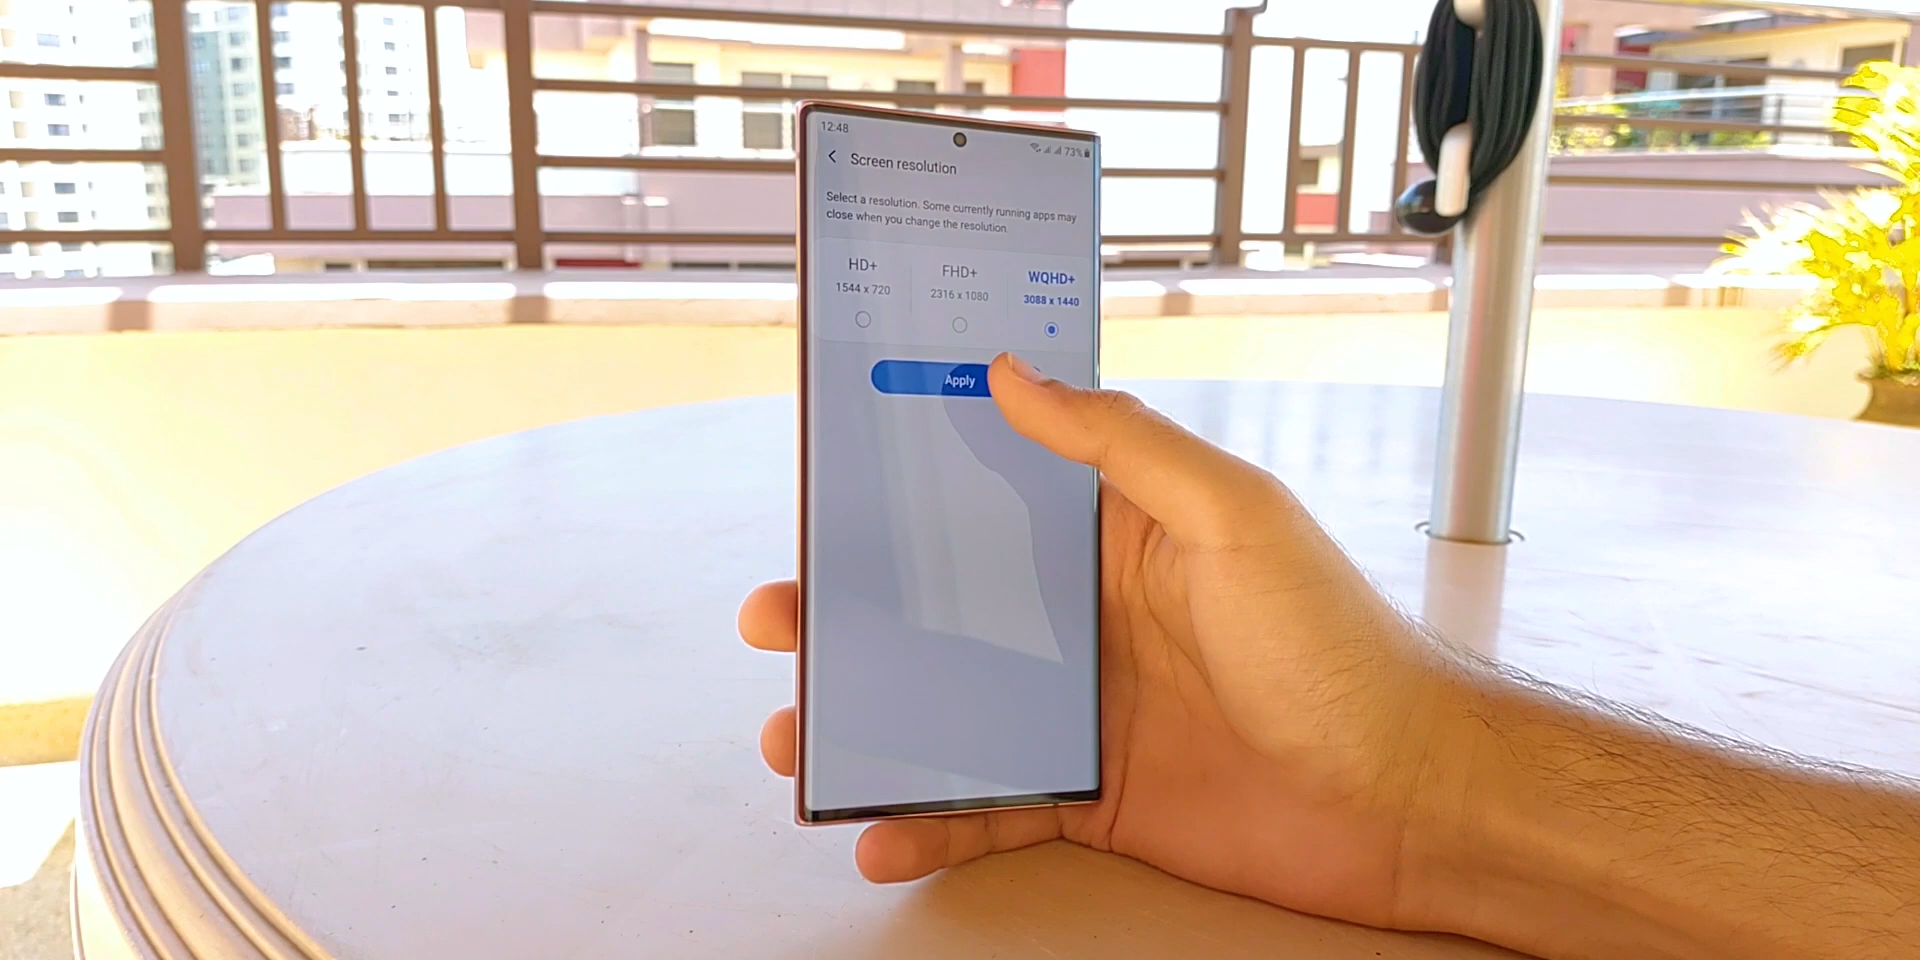 12:48
73%
Screen resolution
Select a resolution. Some currently running apps may
close when you change the resolution.
HD+
1544 x 720
FHD+
2316 x 1080
WQHD+
3088 x 1440
Apply